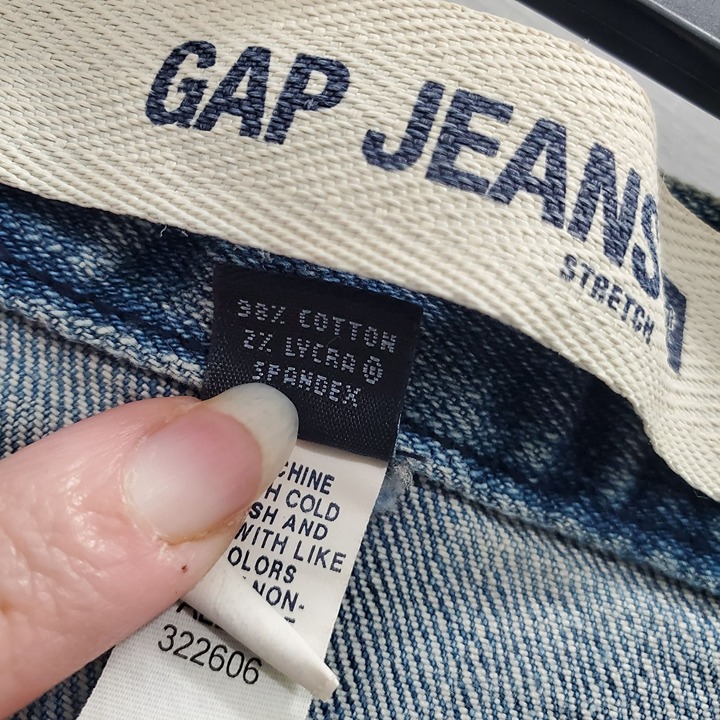 GAP JEANS
STRETCH
98% COTTON
2% LYCRA®
SPANDEX
CHINE
H COLD
SH AND
WITH LIKE
OLORS
NON-
322606